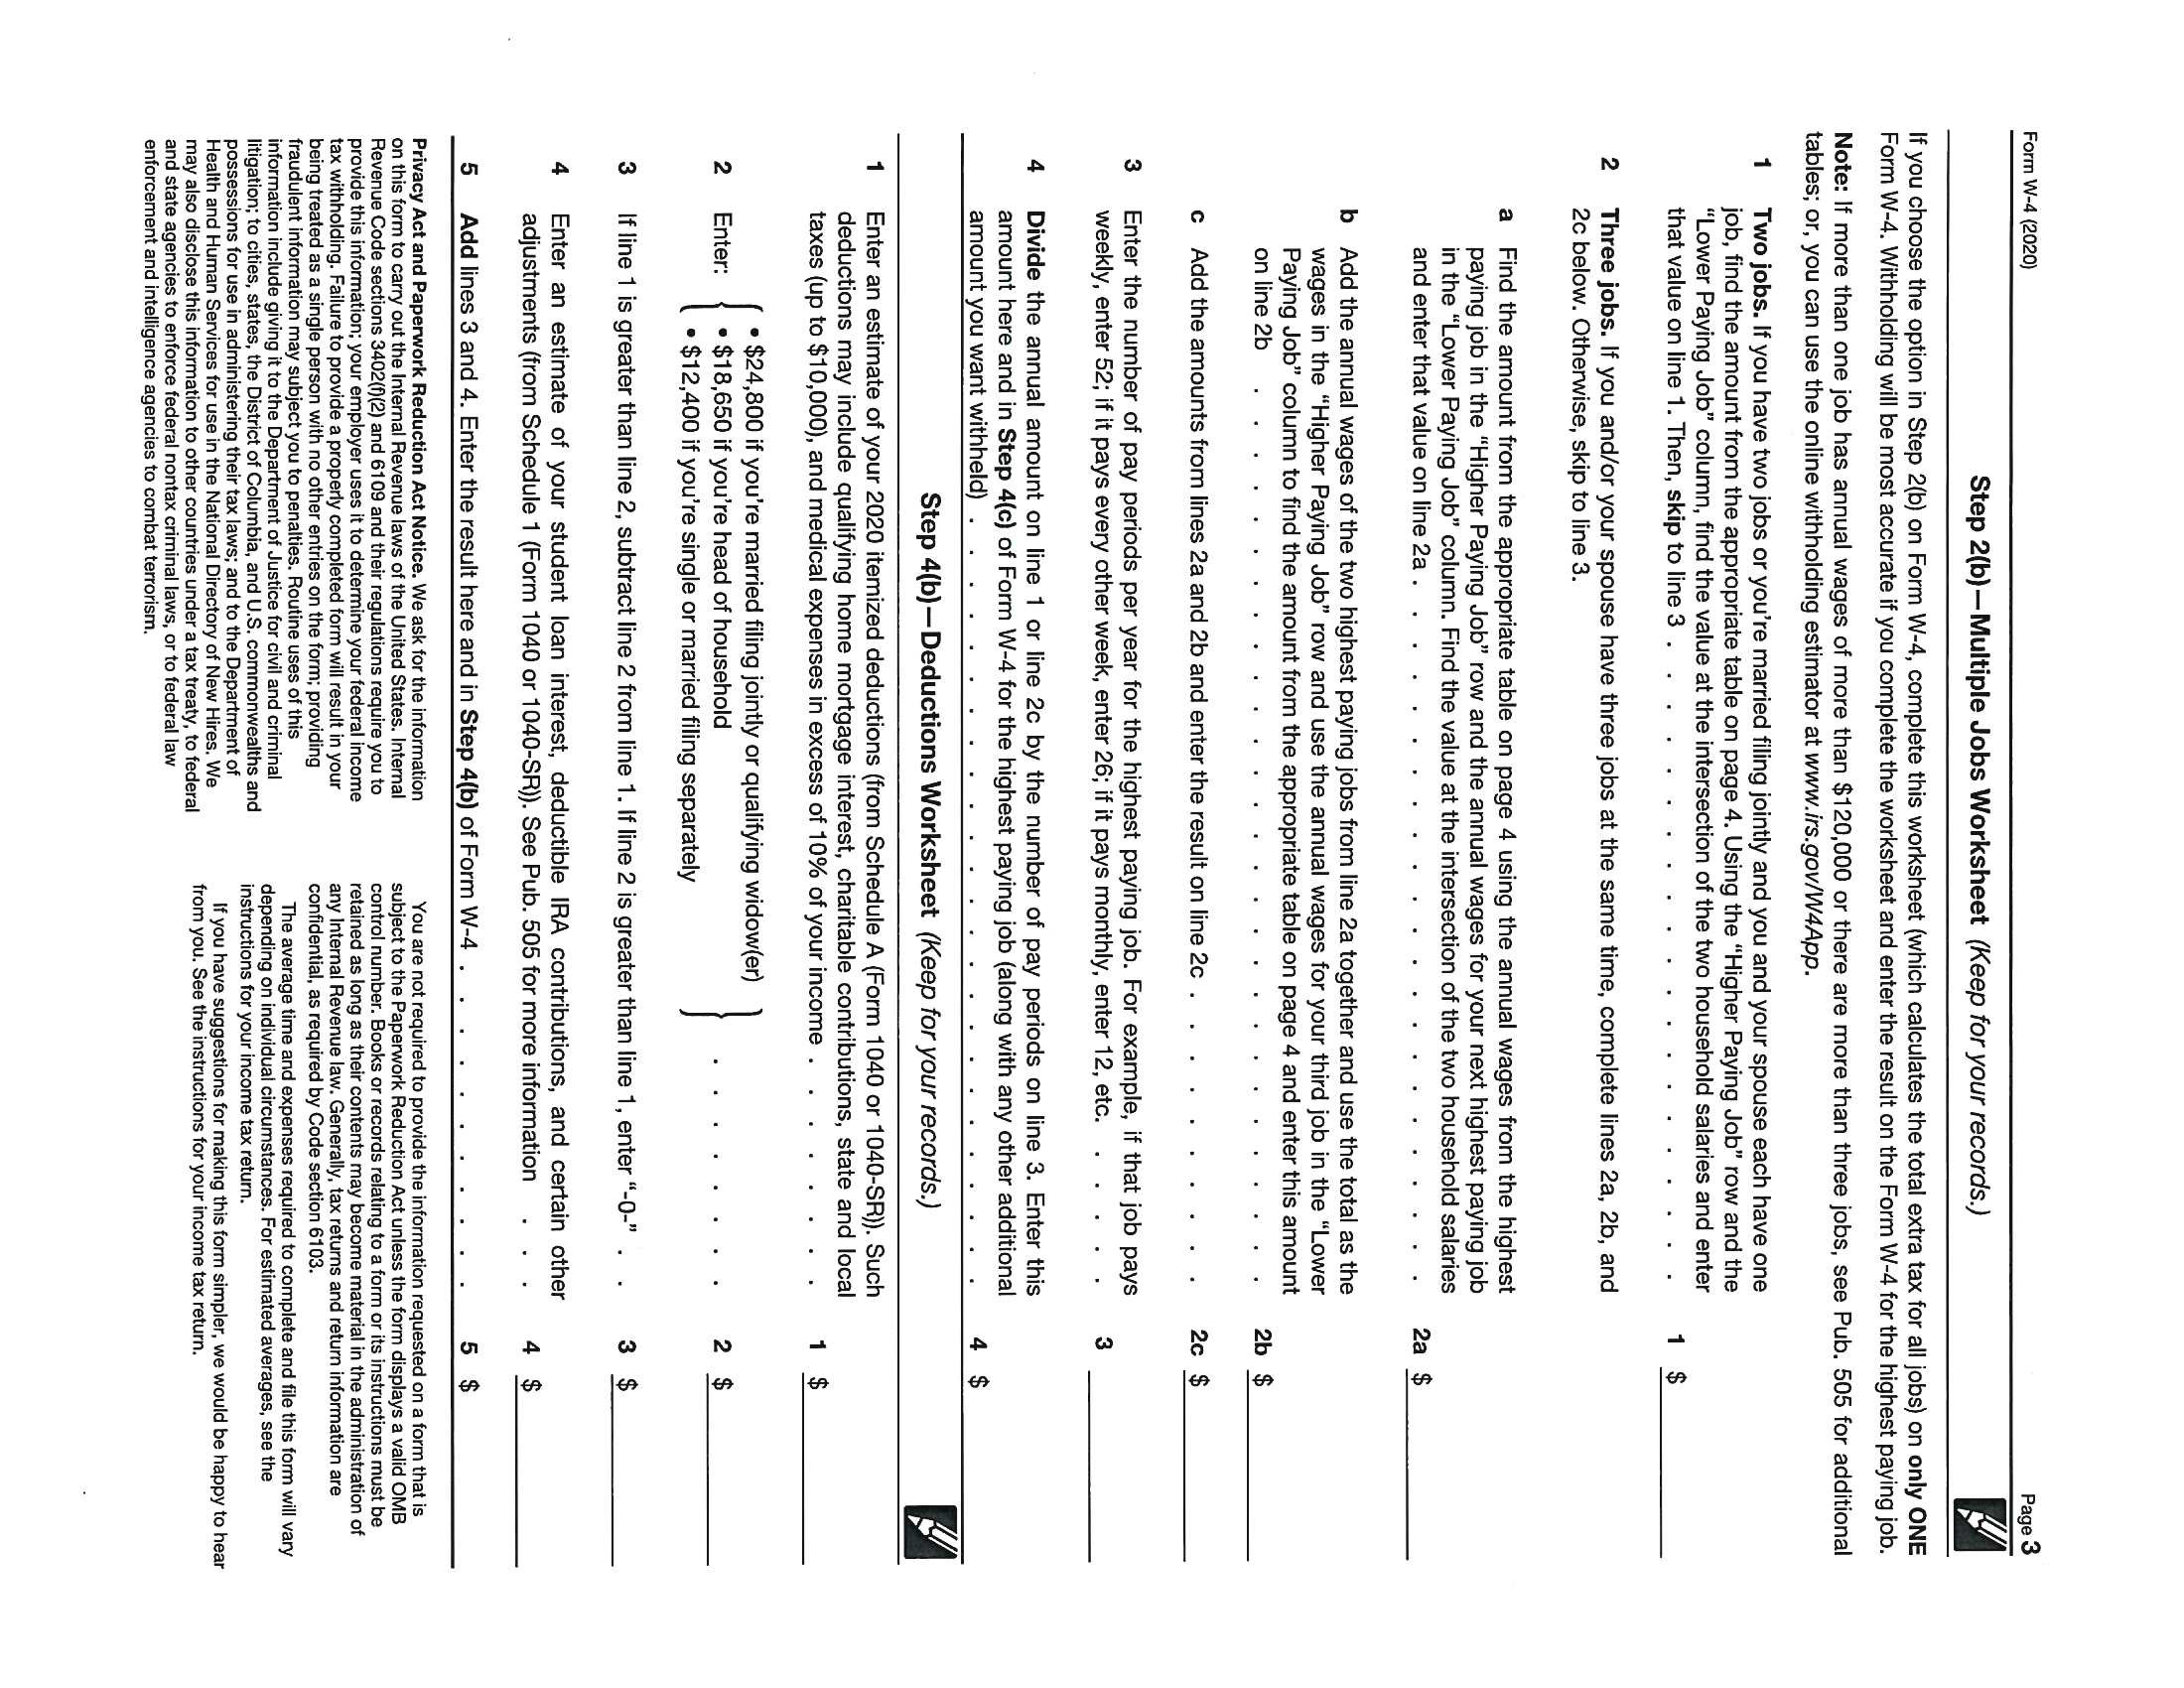 Form W-4 (2020) Page 3
Step 2(b)—Multiple Jobs Worksheet (Keep for your records.)
If you choose the option in Step 2(b) on Form W-4, complete this worksheet (which calculates the total extra tax for all jobs) on only ONE
Form W-4. Withholding will be most accurate if you complete the worksheet and enter the result on the Form W-4 for the highest paying job.
Note: If more than one job has annual wages of more than $120,000 or there are more than three jobs, see Pub. 505 for additional
tables; or, you can use the online withholding estimator at www.irs.gov/W4App.
1 Two jobs. If you have two jobs or you're married filing jointly and you and your spouse each have one
job, find the amount from the appropriate table on page 4. Using the "Higher Paying Job" row and the
"Lower Paying Job" column, find the value at the intersection of the two household salaries and enter
that value on line 1. Then, skip to line 3 . . . . . . . . . . . . . . . . . . . . . 1 $
2 Three jobs. If you and/or your spouse have three jobs at the same time, complete lines 2a, 2b, and
2c below. Otherwise, skip to line 3.
a Find the amount from the appropriate table on page 4 using the annual wages from the highest
paying job in the "Higher Paying Job" row and the annual wages for your next highest paying job
in the "Lower Paying Job" column. Find the value at the intersection of the two household salaries
and enter that value on line 2a . . . . . . . . . . . . . . . . . . . . . . . 2a $
b Add the annual wages of the two highest paying jobs from line 2a together and use the total as the
wages in the "Higher Paying Job" row and use the annual wages for your third job in the "Lower
Paying Job" column to find the amount from the appropriate table on page 4 and enter this amount
on line 2b . . . . . . . . . . . . . . . . . . . . . . . . . . . . . 2b $
c Add the amounts from lines 2a and 2b and enter the result on line 2c . . . . . . . . . . 2c $
3 Enter the number of pay periods per year for the highest paying job. For example, if that job pays
weekly, enter 52; if it pays every other week, enter 26; if it pays monthly, enter 12, etc. . . . . . 3
4 Divide the annual amount on line 1 or line 2c by the number of pay periods on line 3. Enter this
amount here and in Step 4(c) of Form W-4 for the highest paying job (along with any other additional
amount you want withheld) . . . . . . . . . . . . . . . . . . . . . . . . . 4 $
Step 4(b)—Deductions Worksheet (Keep for your records.)
1 Enter an estimate of your 2020 itemized deductions (from Schedule A (Form 1040 or 1040-SR)). Such
deductions may include qualifying home mortgage interest, charitable contributions, state and local
taxes (up to $10,000), and medical expenses in excess of 10% of your income . . . . . . . . 1 $
2 Enter: { • $24,800 if you're married filing jointly or qualifying widow(er)
• $18,650 if you're head of household
• $12,400 if you're single or married filing separately } . . . . . . . . 2 $
3 If line 1 is greater than line 2, subtract line 2 from line 1. If line 2 is greater than line 1, enter "-0-" . . 3 $
4 Enter an estimate of your student loan interest, deductible IRA contributions, and certain other
adjustments (from Schedule 1 (Form 1040 or 1040-SR)). See Pub. 505 for more information . . . 4 $
5 Add lines 3 and 4. Enter the result here and in Step 4(b) of Form W-4 . . . . . . . . . . . 5 $
Privacy Act and Paperwork Reduction Act Notice. We ask for the information
on this form to carry out the Internal Revenue laws of the United States. Internal
Revenue Code sections 3402(f)(2) and 6109 and their regulations require you to
provide this information; your employer uses it to determine your federal income
tax withholding. Failure to provide a properly completed form will result in your
being treated as a single person with no other entries on the form; providing
fraudulent information may subject you to penalties. Routine uses of this
information include giving it to the Department of Justice for civil and criminal
litigation; to cities, states, the District of Columbia, and U.S. commonwealths and
possessions for use in administering their tax laws; and to the Department of
Health and Human Services for use in the National Directory of New Hires. We
may also disclose this information to other countries under a tax treaty, to federal
and state agencies to enforce federal nontax criminal laws, or to federal law
enforcement and intelligence agencies to combat terrorism.
You are not required to provide the information requested on a form that is
subject to the Paperwork Reduction Act unless the form displays a valid OMB
control number. Books or records relating to a form or its instructions must be
retained as long as their contents may become material in the administration of
any Internal Revenue law. Generally, tax returns and return information are
confidential, as required by Code section 6103.
The average time and expenses required to complete and file this form will vary
depending on individual circumstances. For estimated averages, see the
instructions for your income tax return.
If you have suggestions for making this form simpler, we would be happy to hear
from you. See the instructions for your income tax return.